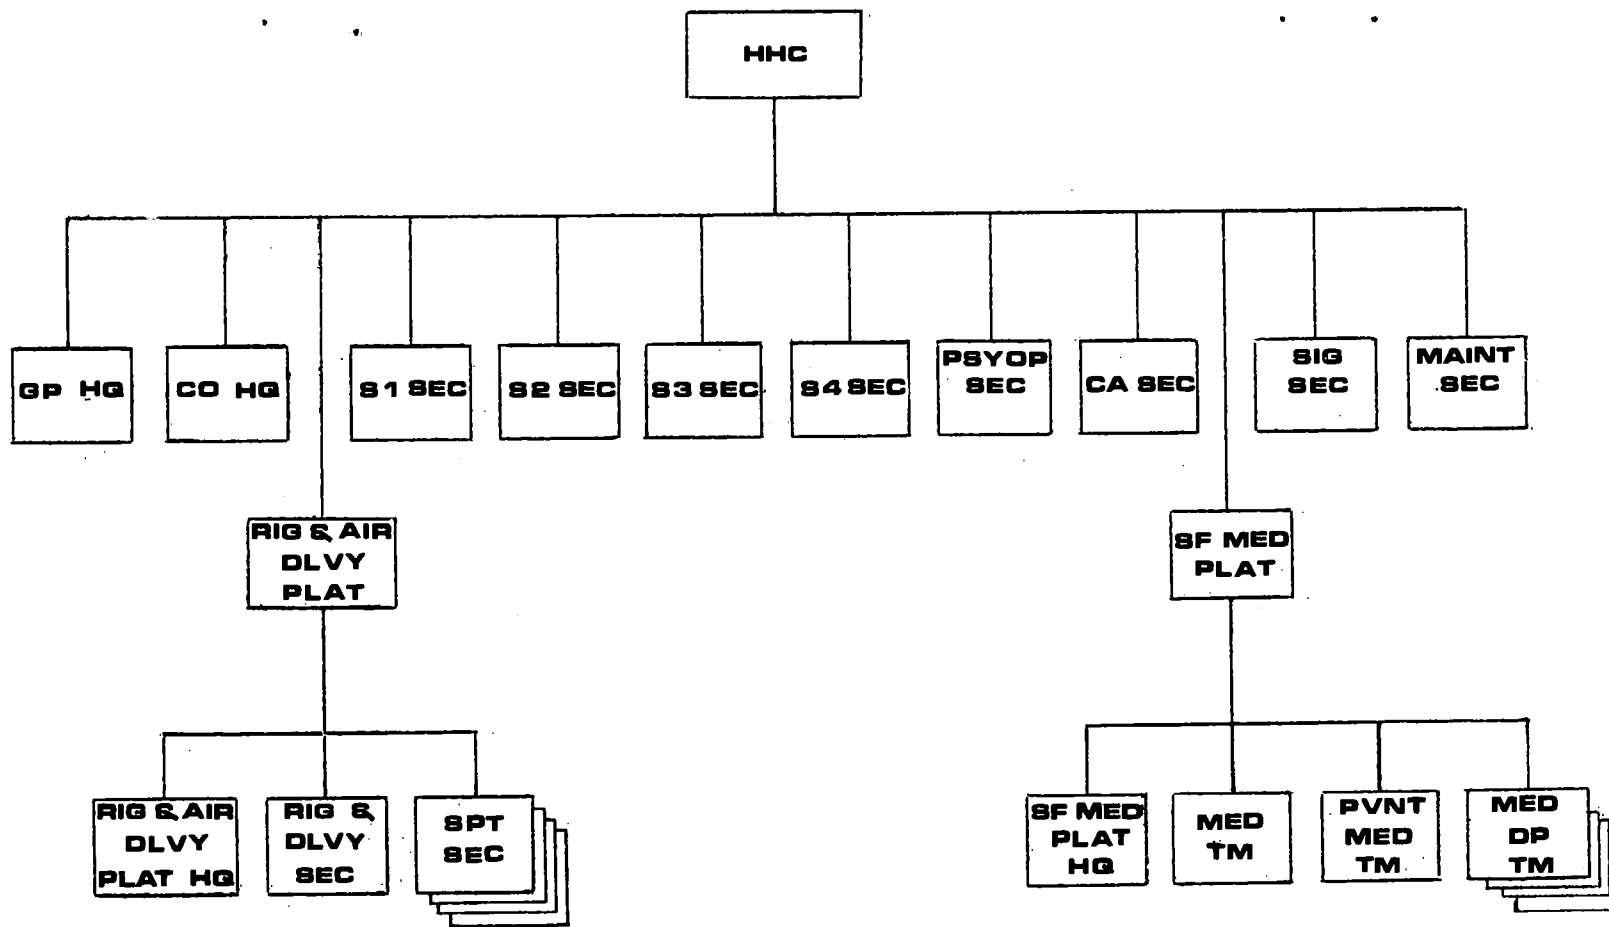 HHC
GP HQ
CO HQ
S1 SEC
S2 SEC
S3 SEC
S4 SEC
PSYOP
SEC
CA SEC
SIG
SEC
MAINT
SEC
RIG & AIR
DLVY
PLAT
SF MED
PLAT
RIG & AIR
DLVY
PLAT HQ
RIG &
DLVY
SEC
SPT
SEC
SF MED
PLAT
HQ
MED
TM
PVNT
MED
TM
MED
DP
TM